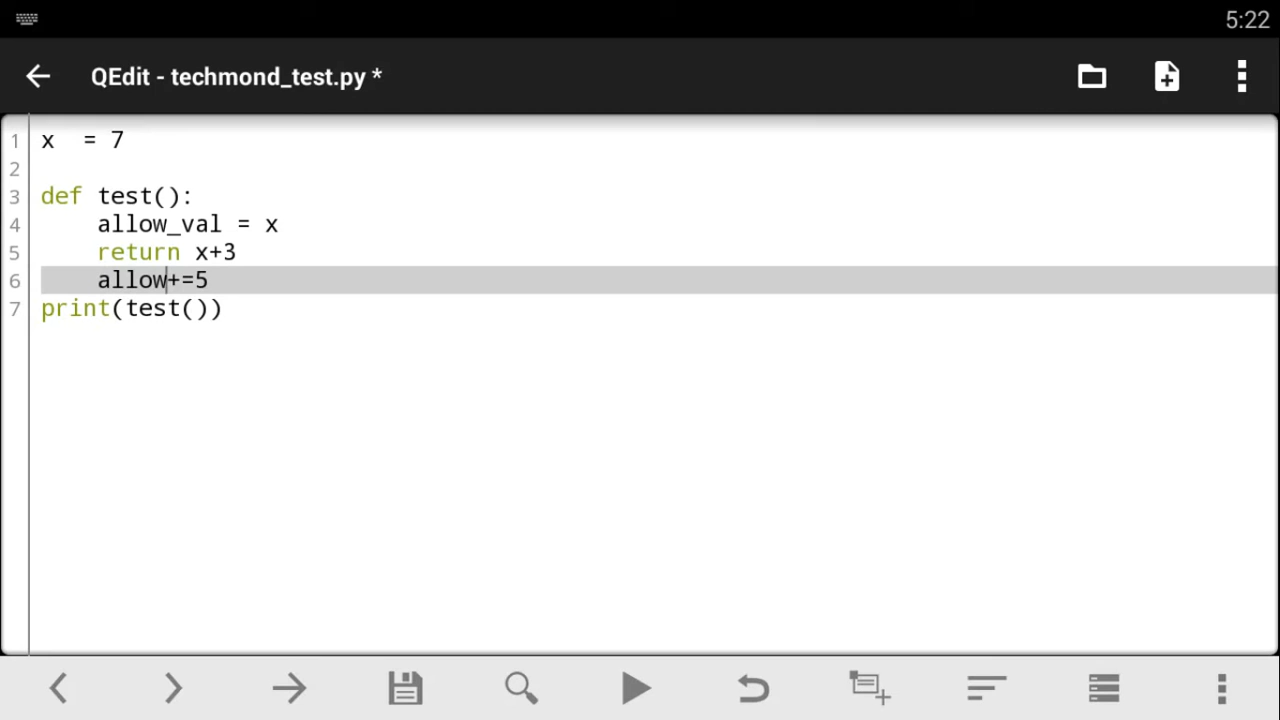 5:22
QEdit - techmond_test.py *
1 x  = 7
2
3 def test():
4     allow_val = x
5     return x+3
6     allow+=5
7 print(test())